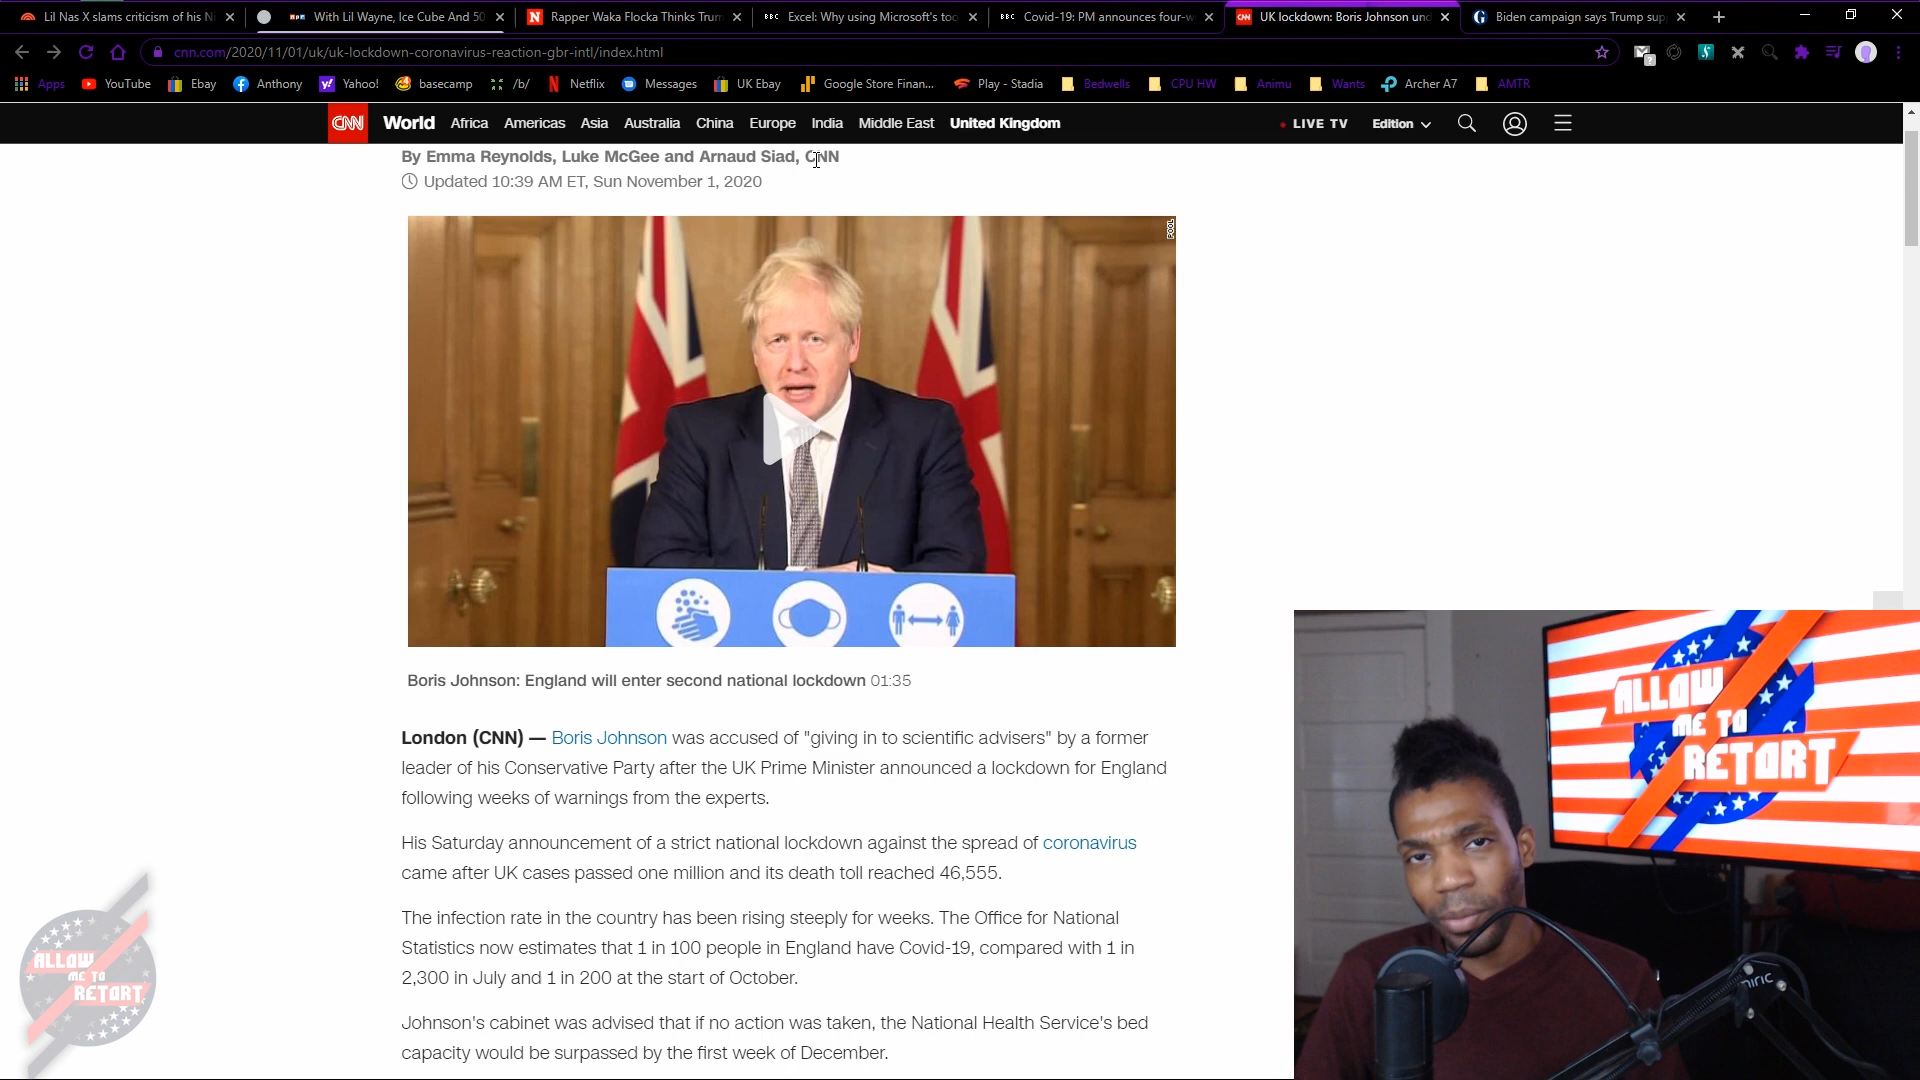 Lil Nas X slams criticism of his Ni
With Lil Wayne, Ice Cube And 50
Rapper Waka Flocka Thinks Trum
BBC Excel: Why using Microsoft's too
BBC Covid-19: PM announces four-w
CNN UK lockdown: Boris Johnson und
Biden campaign says Trump sup
cnn.com/2020/11/01/uk/uk-lockdown-coronavirus-reaction-gbr-intl/index.html
Apps YouTube Ebay Anthony Yahoo! basecamp /b/ Netflix Messages UK Ebay Google Store Finan... Play - Stadia Bedwells CPU HW Animu Wants Archer A7 AMTR
CNN World Africa Americas Asia Australia China Europe India Middle East United Kingdom LIVE TV Edition
By Emma Reynolds, Luke McGee and Arnaud Siad, CNN
Updated 10:39 AM ET, Sun November 1, 2020
POOL
Boris Johnson: England will enter second national lockdown 01:35
London (CNN) — Boris Johnson was accused of "giving in to scientific advisers" by a former
leader of his Conservative Party after the UK Prime Minister announced a lockdown for England
following weeks of warnings from the experts.
His Saturday announcement of a strict national lockdown against the spread of coronavirus
came after UK cases passed one million and its death toll reached 46,555.
The infection rate in the country has been rising steeply for weeks. The Office for National
Statistics now estimates that 1 in 100 people in England have Covid-19, compared with 1 in
2,300 in July and 1 in 200 at the start of October.
Johnson's cabinet was advised that if no action was taken, the National Health Service's bed
capacity would be surpassed by the first week of December.
ALLOW
ME TO
RETORT
ALLOW
ME TO
RETORT